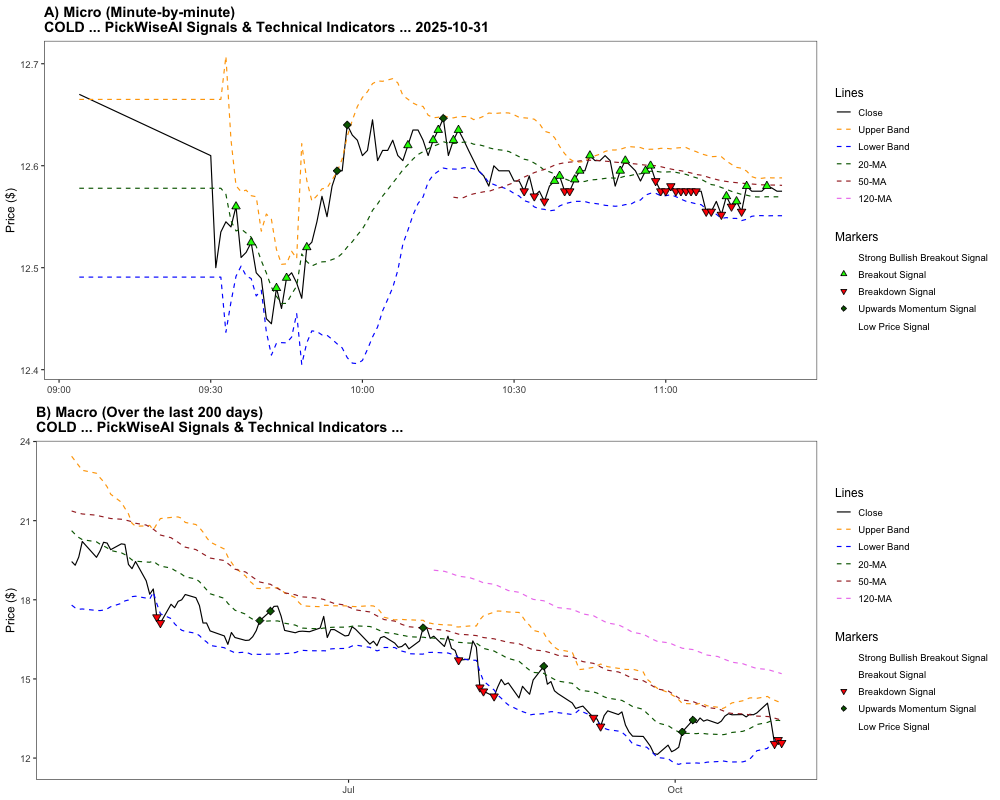 A) Micro (Minute-by-minute)
COLD ... PickWiseAI Signals & Technical Indicators ... 2025-10-31
Price ($)
12.7
12.6
12.5
12.4
09:00 09:30 10:00 10:30 11:00
Lines
Close
Upper Band
Lower Band
20-MA
50-MA
120-MA
Markers
Strong Bullish Breakout Signal
Breakout Signal
Breakdown Signal
Upwards Momentum Signal
Low Price Signal
B) Macro (Over the last 200 days)
COLD ... PickWiseAI Signals & Technical Indicators ...
Price ($)
24
21
18
15
12
Jul Oct
Lines
Close
Upper Band
Lower Band
20-MA
50-MA
120-MA
Markers
Strong Bullish Breakout Signal
Breakout Signal
Breakdown Signal
Upwards Momentum Signal
Low Price Signal